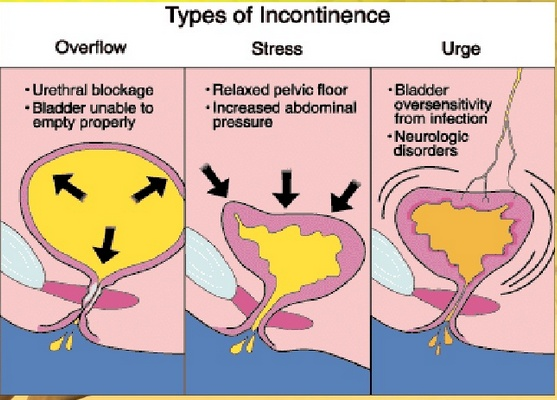 Types of Incontinence
Overflow
• Urethral blockage
• Bladder unable to
empty properly
Stress
• Relaxed pelvic floor
• Increased abdominal
pressure
Urge
• Bladder
oversensitivity
from infection
• Neurologic
disorders